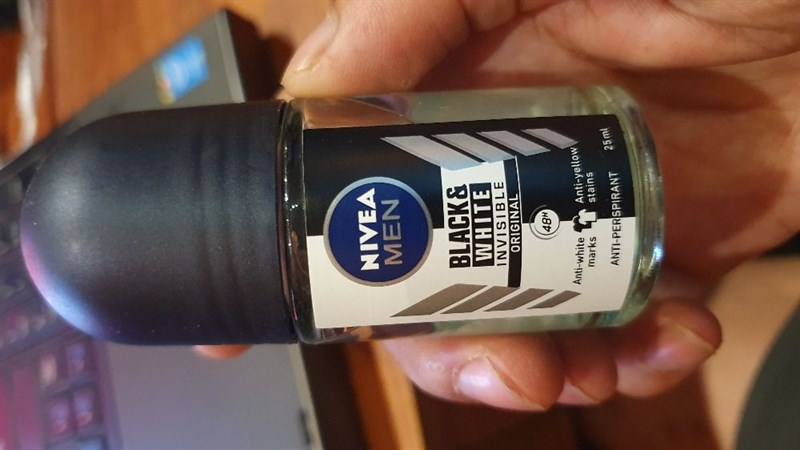 NIVEA
MEN
BLACK&
WHITE
INVISIBLE
ORIGINAL
48H
Anti-white
marks
Anti-yellow
stains
ANTI-PERSPIRANT
25 ml